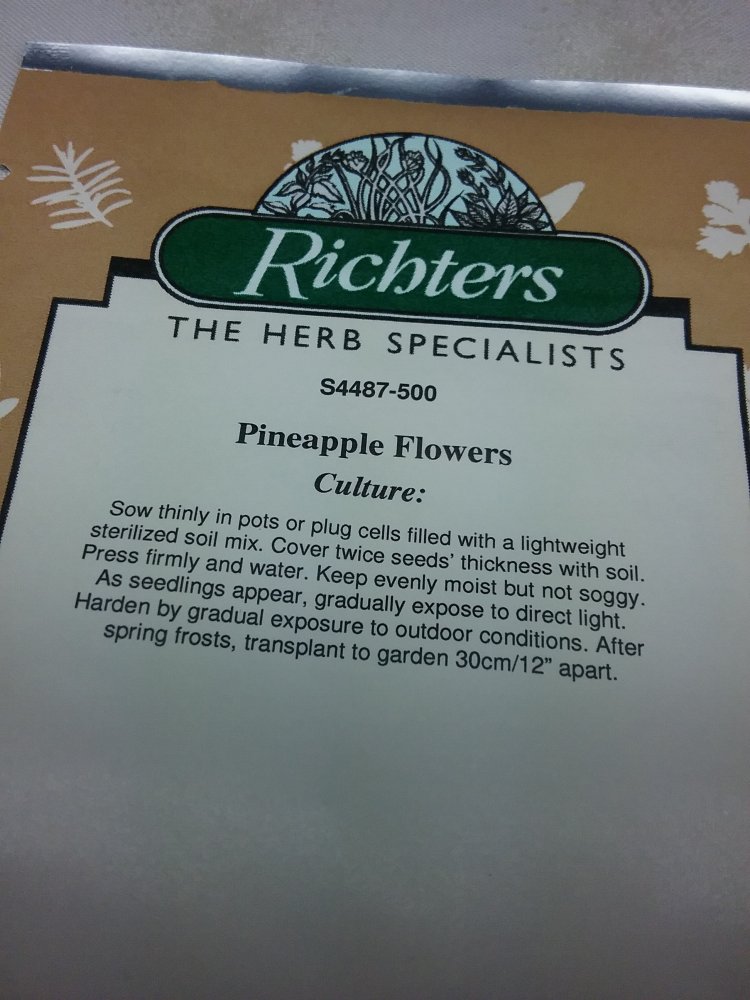 Richters
THE HERB SPECIALISTS
S4487-500
Pineapple Flowers
Culture:
Sow thinly in pots or plug cells filled with a lightweight
sterilized soil mix. Cover twice seeds' thickness with soil.
Press firmly and water. Keep evenly moist but not soggy.
As seedlings appear, gradually expose to direct light.
Harden by gradual exposure to outdoor conditions. After
spring frosts, transplant to garden 30cm/12" apart.